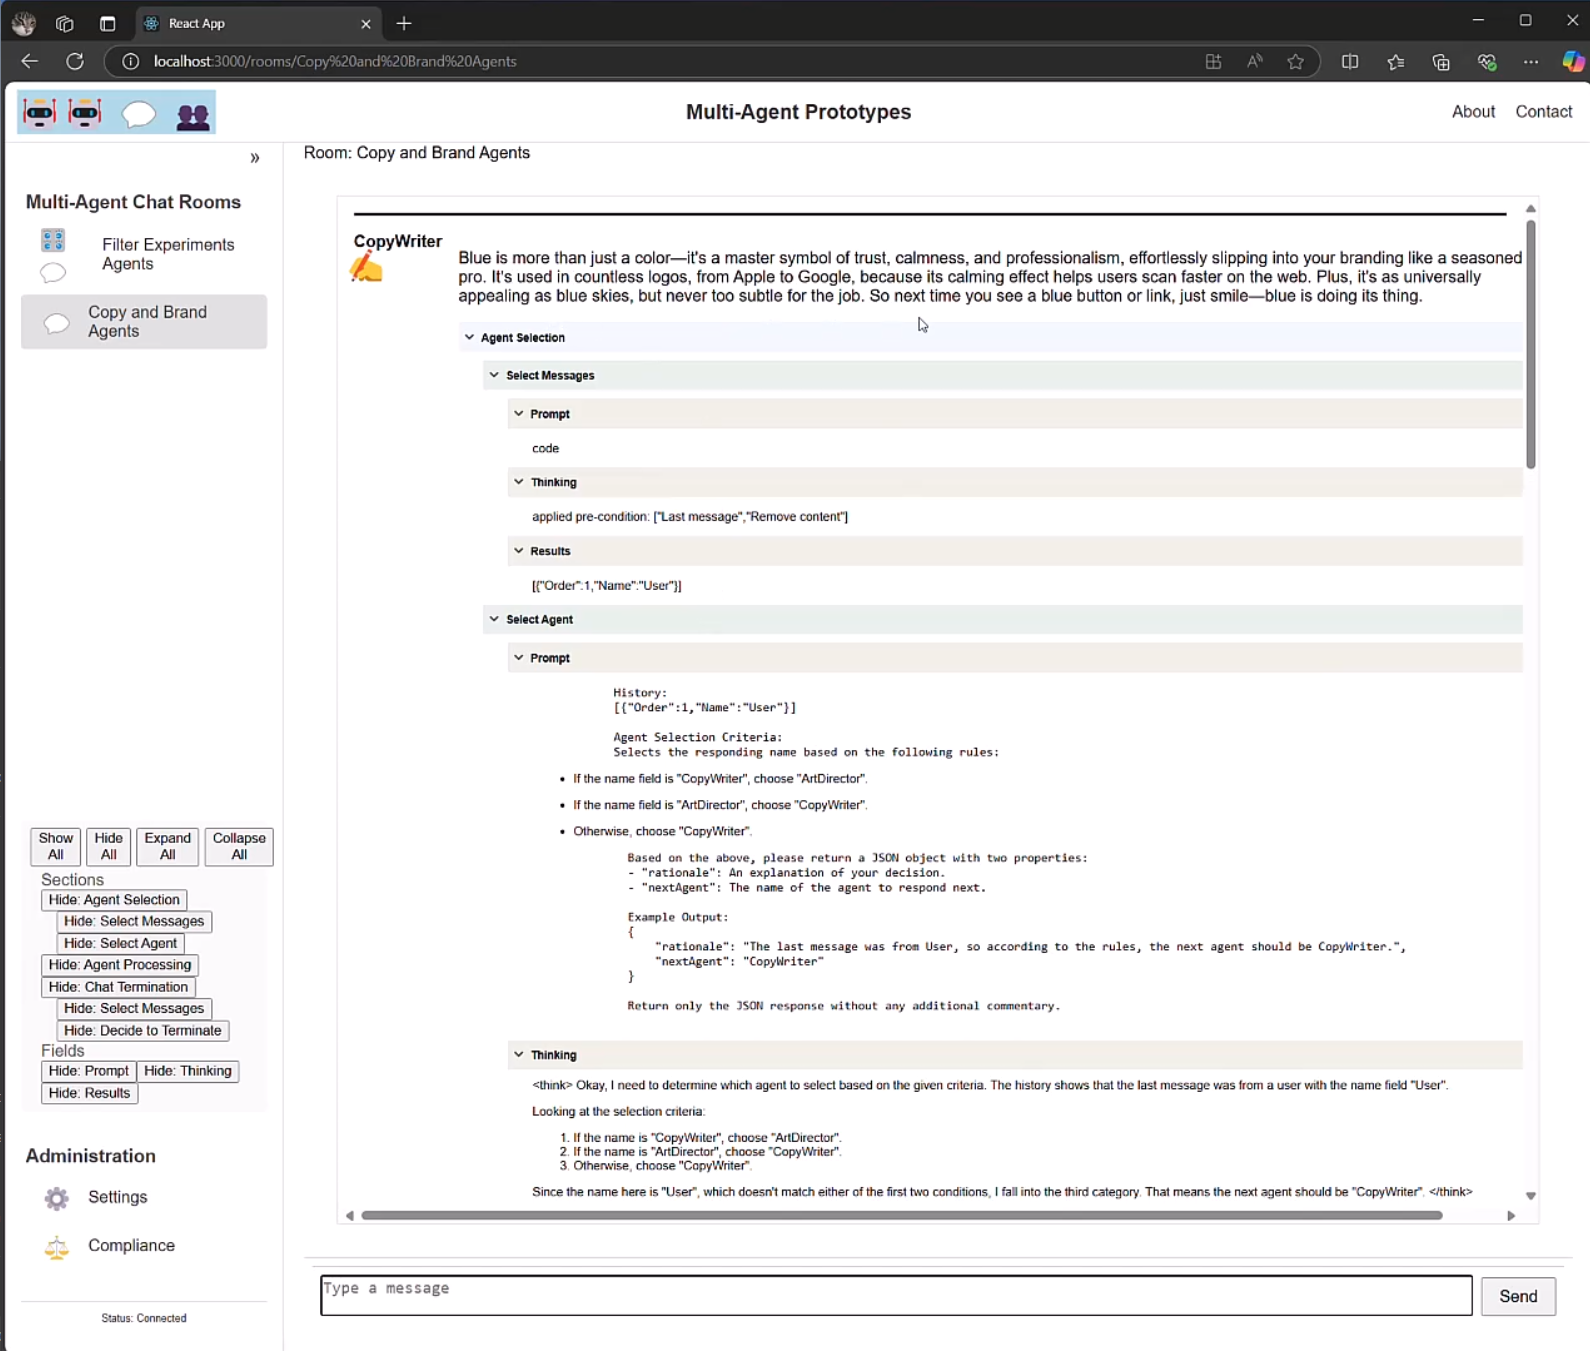 React App
localhost:3000/rooms/Copy%20and%20Brand%20Agents
Multi-Agent Prototypes
About
Contact
»
Room: Copy and Brand Agents
Multi-Agent Chat Rooms
Filter Experiments
Agents
Copy and Brand
Agents
Show
All
Hide
All
Expand
All
Collapse
All
Sections
Hide: Agent Selection
Hide: Select Messages
Hide: Select Agent
Hide: Agent Processing
Hide: Chat Termination
Hide: Select Messages
Hide: Decide to Terminate
Fields
Hide: Prompt
Hide: Thinking
Hide: Results
Administration
Settings
Compliance
Status: Connected
CopyWriter
Blue is more than just a color—it's a master symbol of trust, calmness, and professionalism, effortlessly slipping into your branding like a seasoned
pro. It's used in countless logos, from Apple to Google, because its calming effect helps users scan faster on the web. Plus, it's as universally
appealing as blue skies, but never too subtle for the job. So next time you see a blue button or link, just smile—blue is doing its thing.
Agent Selection
Select Messages
Prompt
code
Thinking
applied pre-condition: ["Last message","Remove content"]
Results
[{"Order":1,"Name":"User"}]
Select Agent
Prompt
History:
[{"Order":1,"Name":"User"}]
Agent Selection Criteria:
Selects the responding name based on the following rules:
• If the name field is "CopyWriter", choose "ArtDirector".
• If the name field is "ArtDirector", choose "CopyWriter".
• Otherwise, choose "CopyWriter".
Based on the above, please return a JSON object with two properties:
- "rationale": An explanation of your decision.
- "nextAgent": The name of the agent to respond next.
Example Output:
{
"rationale": "The last message was from User, so according to the rules, the next agent should be CopyWriter.",
"nextAgent": "CopyWriter"
}
Return only the JSON response without any additional commentary.
Thinking
<think> Okay, I need to determine which agent to select based on the given criteria. The history shows that the last message was from a user with the name field "User".
Looking at the selection criteria:
1. If the name is "CopyWriter", choose "ArtDirector".
2. If the name is "ArtDirector", choose "CopyWriter".
3. Otherwise, choose "CopyWriter".
Since the name here is "User", which doesn't match either of the first two conditions, I fall into the third category. That means the next agent should be "CopyWriter". </think>
Type a message
Send